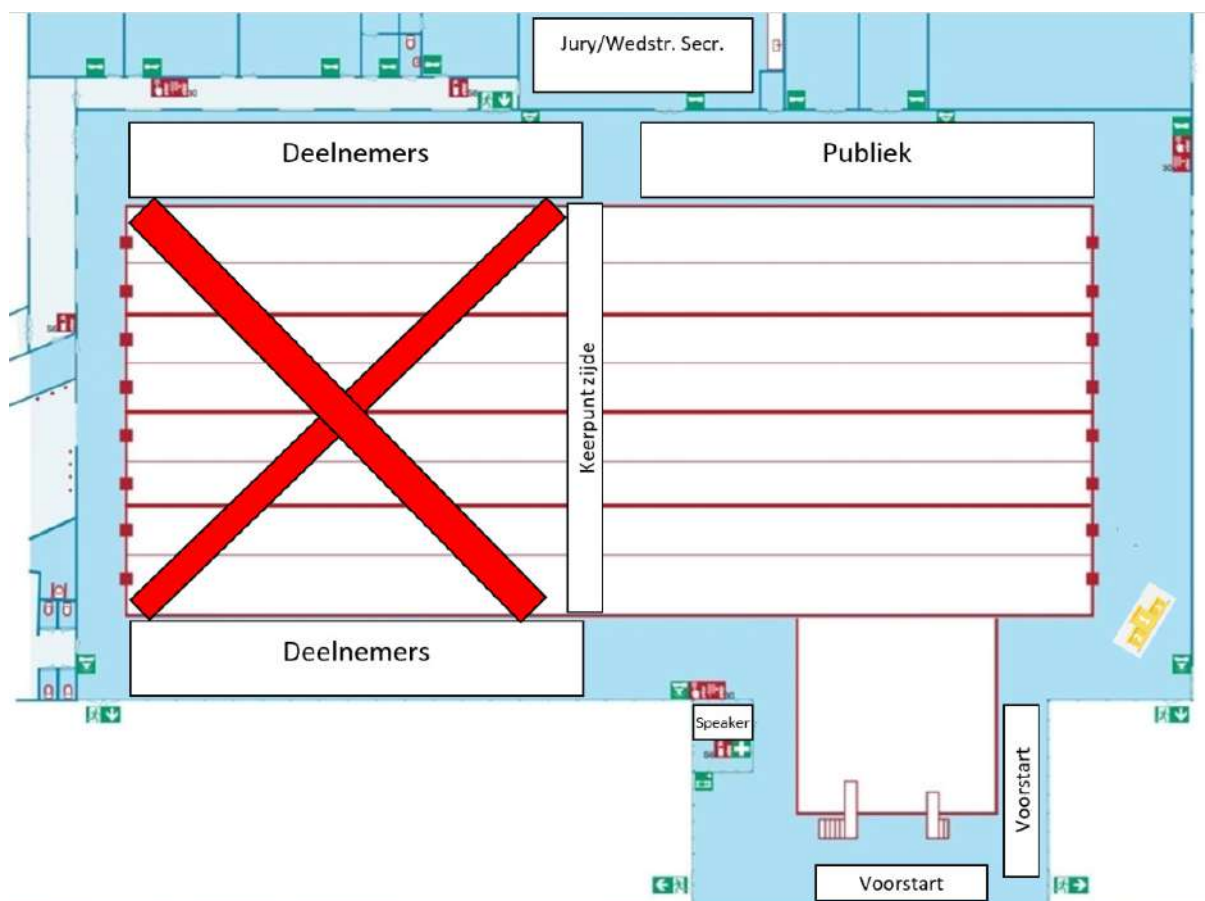 Jury/Wedstr. Secr.
Deelnemers
Publiek
Keerpunt zijde
Deelnemers
Speaker
Voorstart
Voorstart